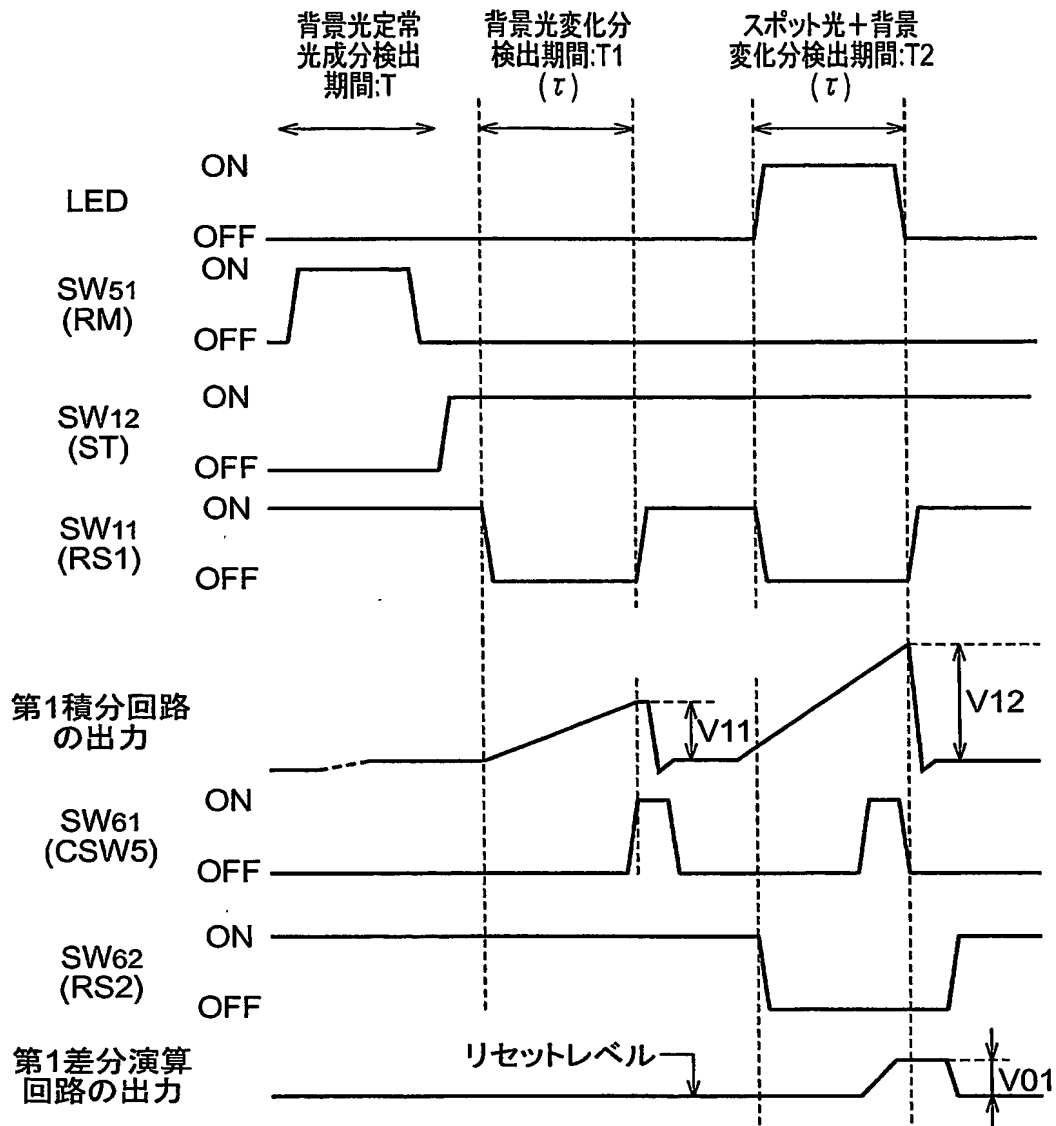 背景光定常
光成分検出
期間:T
背景光変化分
検出期間:T1
(τ)
スポット光+背景
変化分検出期間:T2
(τ)
LED
ON
OFF
SW51
(RM)
ON
OFF
SW12
(ST)
ON
OFF
SW11
(RS1)
ON
OFF
第1積分回路
の出力
V11
V12
SW61
(CSW5)
ON
OFF
SW62
(RS2)
ON
OFF
第1差分演算
回路の出力
リセットレベル
V01